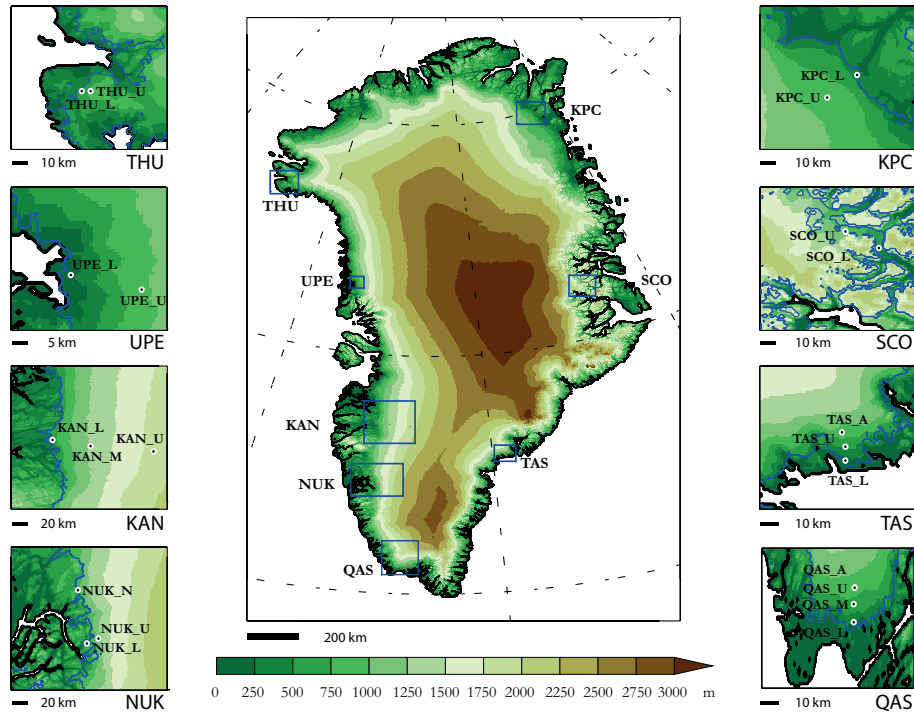 THU_U
THU_L
10 km
THU
UPE_L
UPE_U
5 km
UPE
KAN_L
KAN_U
KAN_M
20 km
KAN
NUK_N
NUK_U
NUK_L
20 km
NUK
KPC
THU
UPE
SCO
KAN
TAS
NUK
QAS
200 km
0 250 500 750 1000 1250 1500 1750 2000 2250 2500 2750 3000 m
KPC_L
KPC_U
10 km
KPC
SCO_U
SCO_L
10 km
SCO
TAS_A
TAS_U
TAS_L
10 km
TAS
QAS_A
QAS_U
QAS_M
QAS_L
10 km
QAS